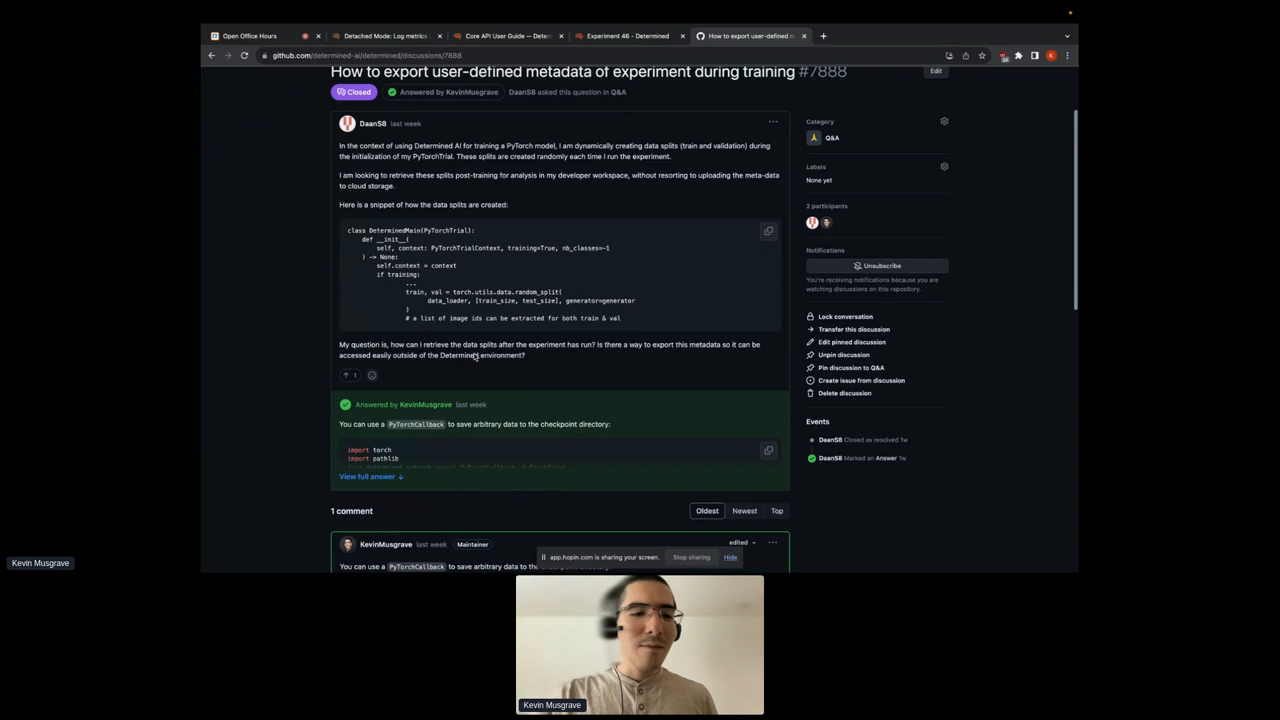 Open Office Hours
Detached Mode: Log metrics
Core API User Guide — Deter
Experiment 46 - Determined
How to export user-defined m
github.com/determined-ai/determined/discussions/7888
How to export user-defined metadata of experiment during training #7888
Edit
Closed
Answered by KevinMusgrave
DaanS8 asked this question in Q&A
DaanS8 last week
In the context of using Determined AI for training a PyTorch model, I am dynamically creating data splits (train and validation) during
the initialization of my PyTorchTrial. These splits are created randomly each time I run the experiment.
I am looking to retrieve these splits post-training for analysis in my developer workspace, without resorting to uploading the meta-data
to cloud storage.
Here is a snippet of how the data splits are created:
class DeterminedMain(PyTorchTrial):
def __init__(
self, context: PyTorchTrialContext, training=True, nb_classes=-1
) -> None:
self.context = context
if training:
...
train, val = torch.utils.data.random_split(
data_loader, [train_size, test_size], generator=generator
)
# a list of image ids can be extracted for both train & val
My question is, how can I retrieve the data splits after the experiment has run? Is there a way to export this metadata so it can be
accessed easily outside of the Determined environment?
↑ 1
Answered by KevinMusgrave last week
You can use a PyTorchCallback to save arbitrary data to the checkpoint directory:
import torch
import pathlib
View full answer ↓
1 comment
Oldest
Newest
Top
KevinMusgrave last week
Maintainer
edited
You can use a PyTorchCallback to save arbitrary data to the
Category
Q&A
Labels
None yet
2 participants
Notifications
Unsubscribe
You're receiving notifications because you are
watching discussions on this repository.
Lock conversation
Transfer this discussion
Edit pinned discussion
Unpin discussion
Pin discussion to Q&A
Create issue from discussion
Delete discussion
Events
DaanS8 Closed as resolved 1w
DaanS8 Marked an Answer 1w
app.hopin.com is sharing your screen.
Stop sharing
Hide
Kevin Musgrave
Kevin Musgrave